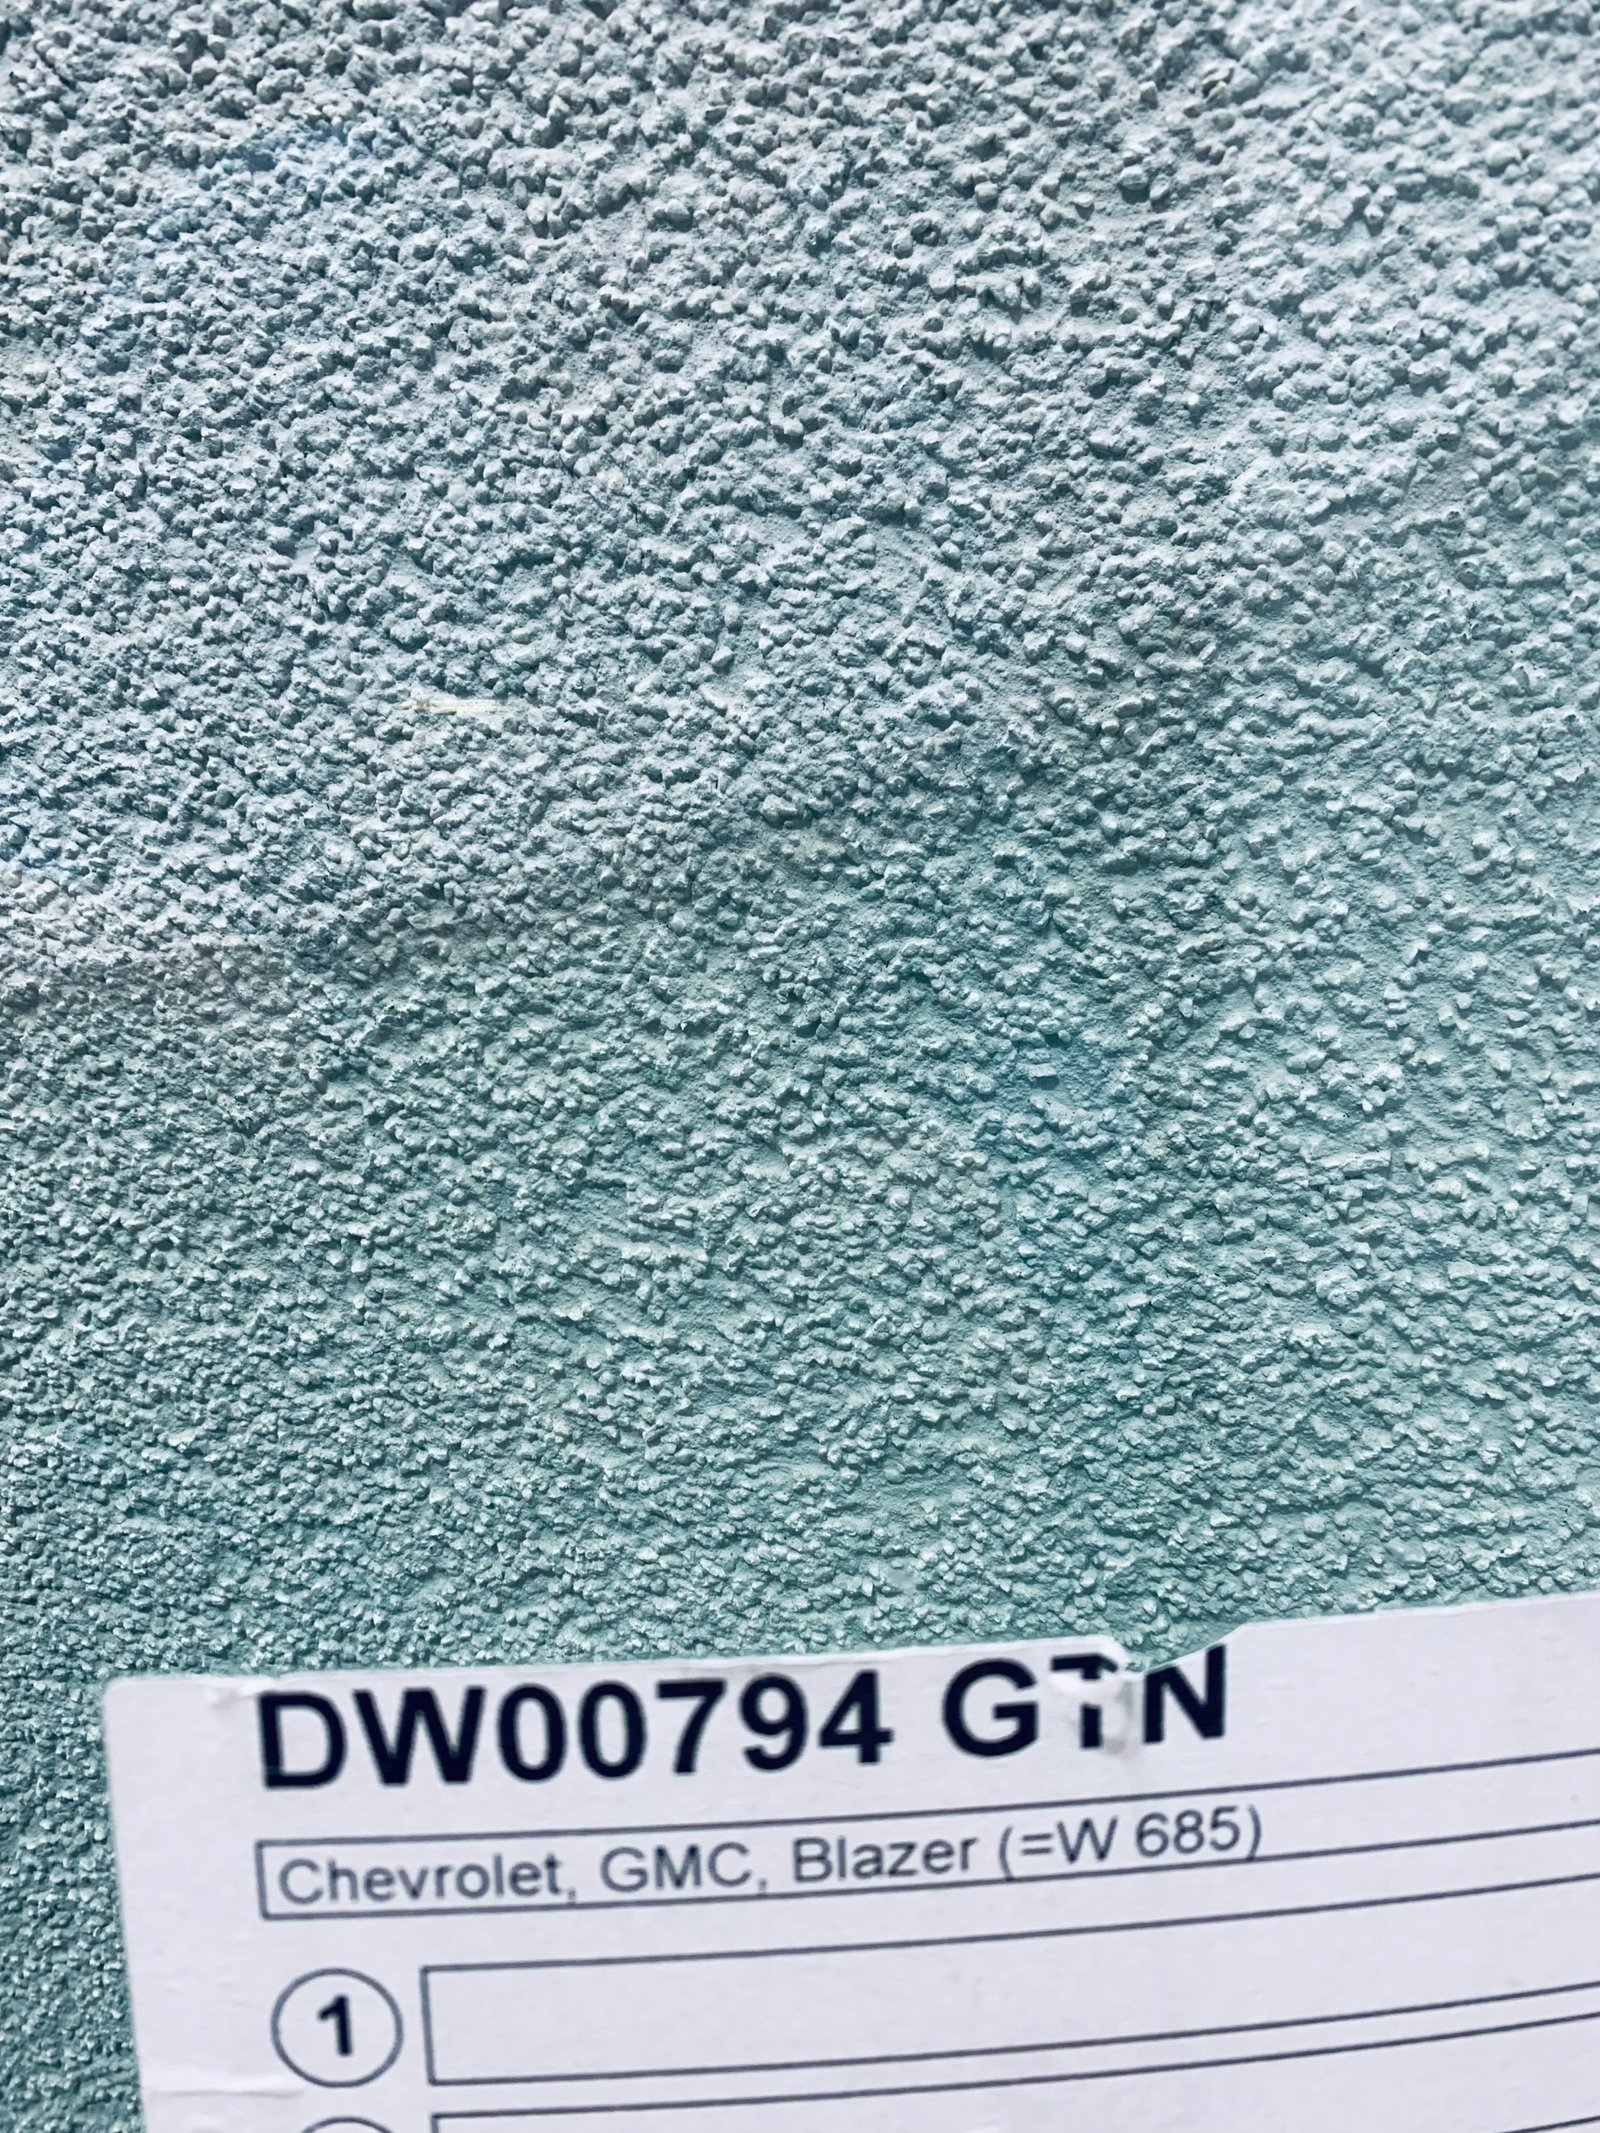 DW00794 GTN
Chevrolet, GMC, Blazer (=W 685)
1